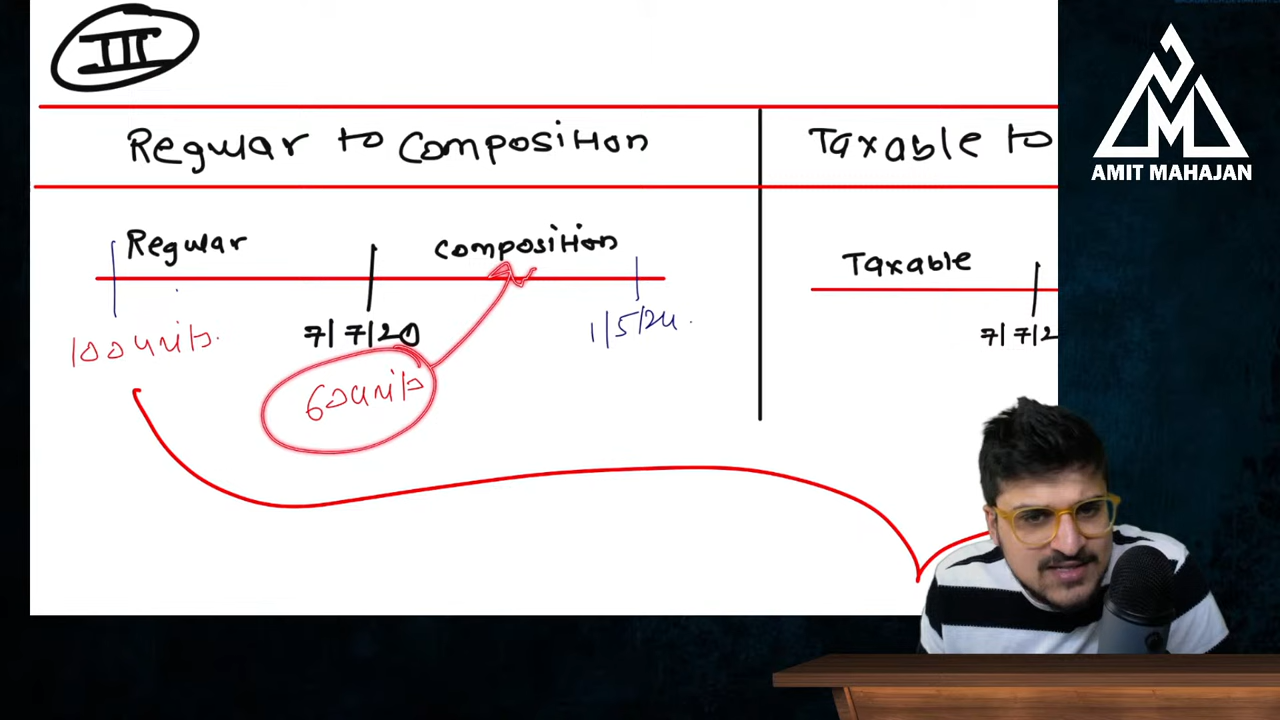 III
Regular to Composition
Taxable to
Regular
Composition
Taxable
100 units.
7/7/20
1/5/24.
7/7/2
60 units
AMIT MAHAJAN